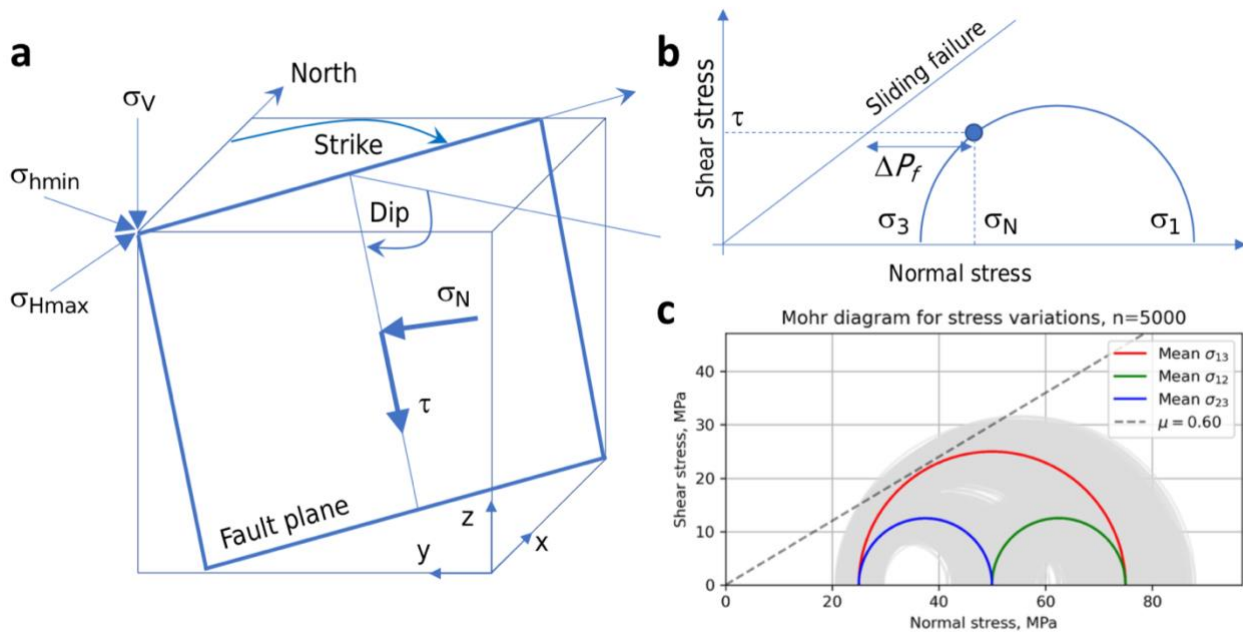 a
North
σV
Strike
σhmin
Dip
σHmax
σN
τ
Fault plane
z
x
y
b
Shear stress
Sliding failure
τ
ΔPf
σ3
σN
σ1
Normal stress
c
Mohr diagram for stress variations, n=5000
Shear stress, MPa
40
30
20
10
0
Mean σ13
Mean σ12
Mean σ23
μ = 0.60
0
20
40
60
80
Normal stress, MPa